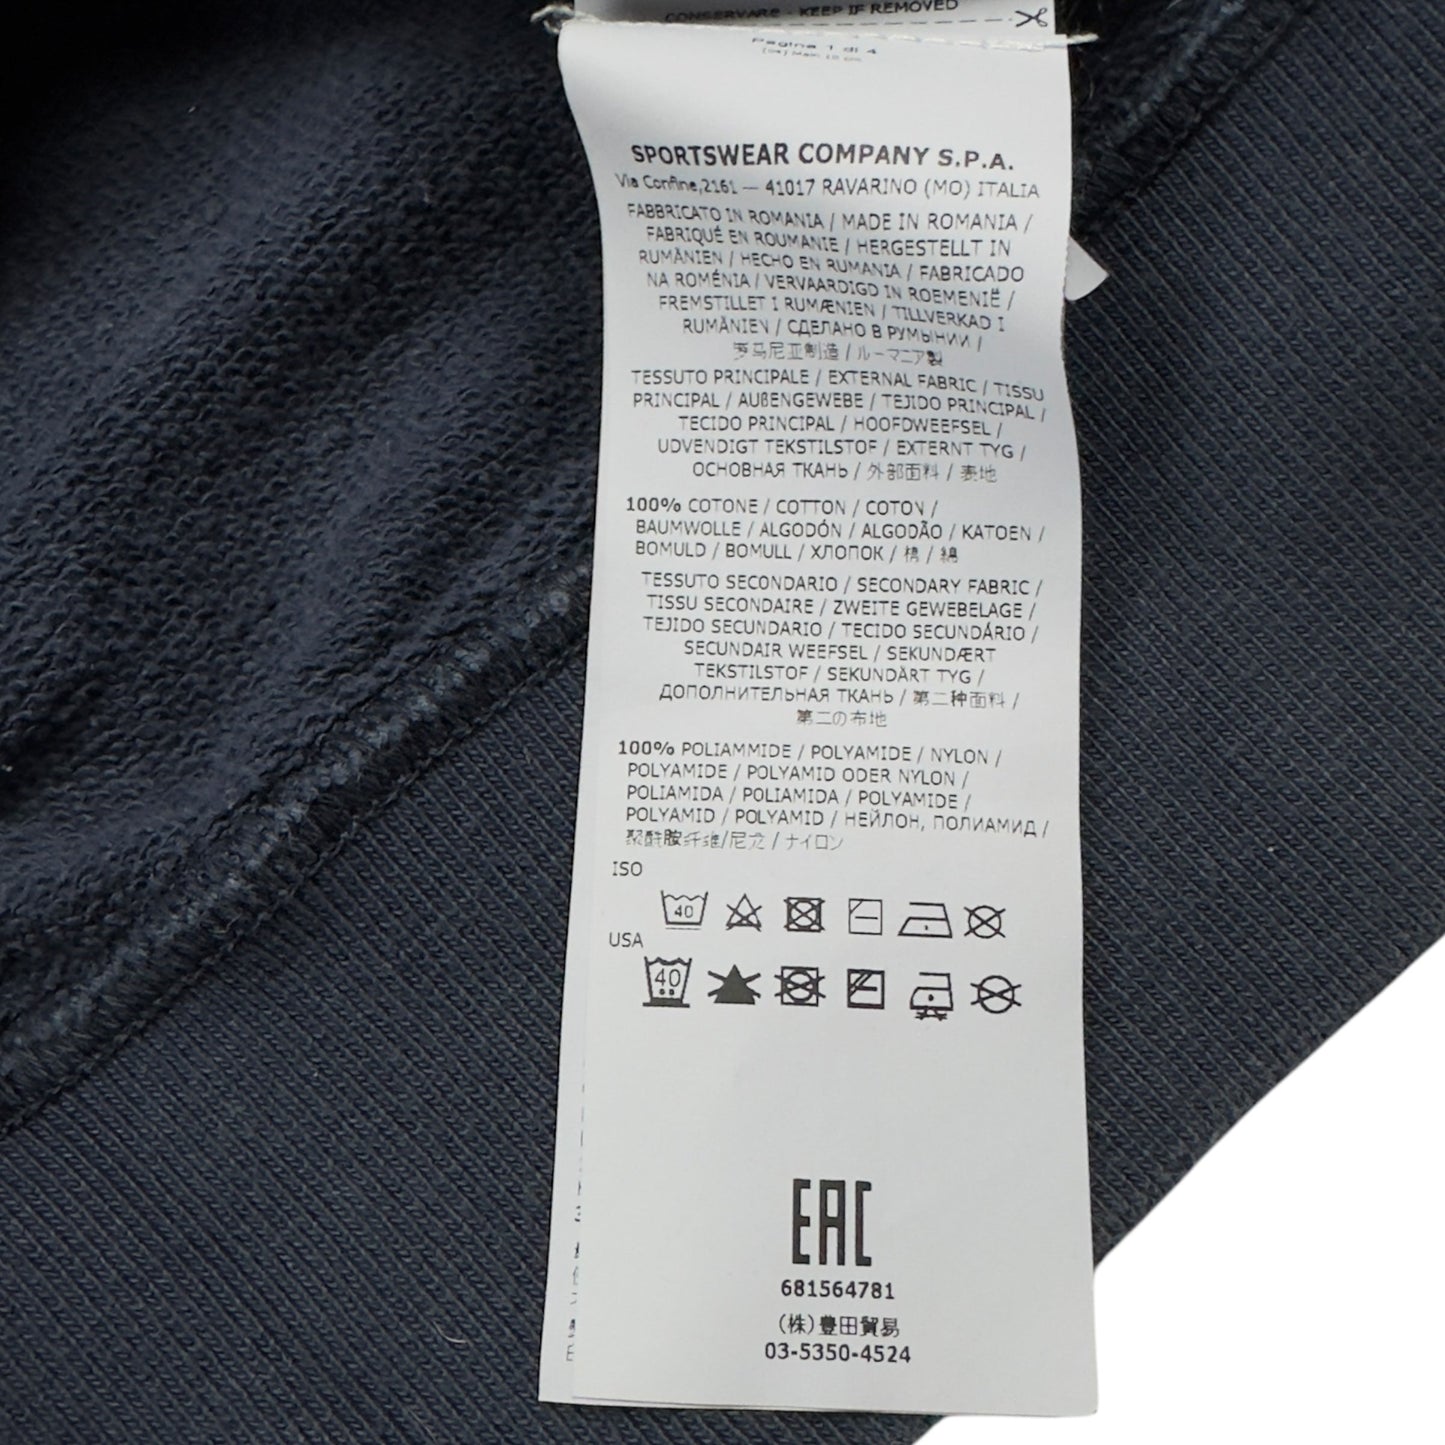 CONSERVARE - KEEP IF REMOVED
Pagina 1 di 4
SPORTSWEAR COMPANY S.P.A.
Via Confine,2161 — 41017 RAVARINO (MO) ITALIA
FABBRICATO IN ROMANIA / MADE IN ROMANIA /
FABRIQUÉ EN ROUMANIE / HERGESTELLT IN
RUMÄNIEN / HECHO EN RUMANIA / FABRICADO
NA ROMÉNIA / VERVAARDIGD IN ROEMENIË /
FREMSTILLET I RUMÆNIEN / TILLVERKAD I
RUMÄNIEN / СДЕЛАНО В РУМЫНИИ /
罗马尼亚制造 / ルーマニア製
TESSUTO PRINCIPALE / EXTERNAL FABRIC / TISSU
PRINCIPAL / AUßENGEWEBE / TEJIDO PRINCIPAL /
TECIDO PRINCIPAL / HOOFDWEEFSEL /
UDVENDIGT TEKSTILSTOF / EXTERNT TYG /
ОСНОВНАЯ ТКАНЬ / 外部面料 / 表地
100% COTONE / COTTON / COTON /
BAUMWOLLE / ALGODÓN / ALGODÃO / KATOEN /
BOMULD / BOMULL / ХЛОПОК / 棉 / 綿
TESSUTO SECONDARIO / SECONDARY FABRIC /
TISSU SECONDAIRE / ZWEITE GEWEBELAGE /
TEJIDO SECUNDARIO / TECIDO SECUNDÁRIO /
SECUNDAIR WEEFSEL / SEKUNDÆRT
TEKSTILSTOF / SEKUNDÄRT TYG /
ДОПОЛНИТЕЛЬНАЯ ТКАНЬ / 第二种面料 /
第二の布地
100% POLIAMMIDE / POLYAMIDE / NYLON /
POLYAMIDE / POLYAMID ODER NYLON /
POLIAMIDA / POLIAMIDA / POLYAMIDE /
POLYAMID / POLYAMID / НЕЙЛОН, ПОЛИАМИД /
聚酰胺纤维/尼龙 / ナイロン
ISO
40
USA
40
EAC
681564781
(株)豊田貿易
03-5350-4524